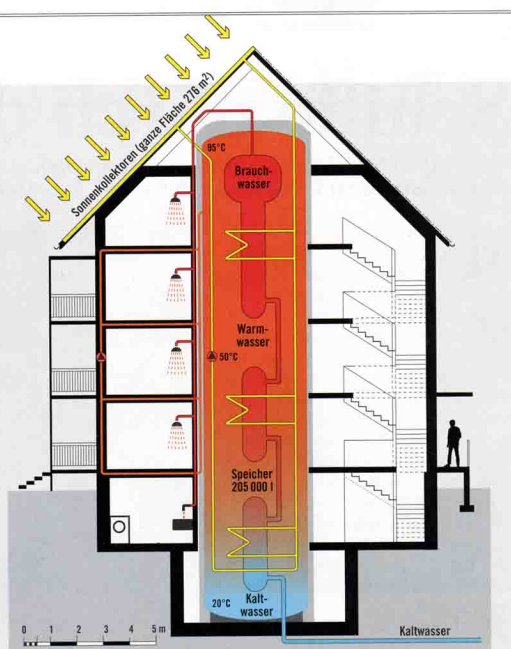 Sonnenkollektoren (ganze Fläche 276 m²)
95°C
Brauch-
wasser
Warm-
wasser
50°C
Speicher
205 000 l
20°C
Kalt-
wasser
Kaltwasser
0 1 2 3 4 5 m